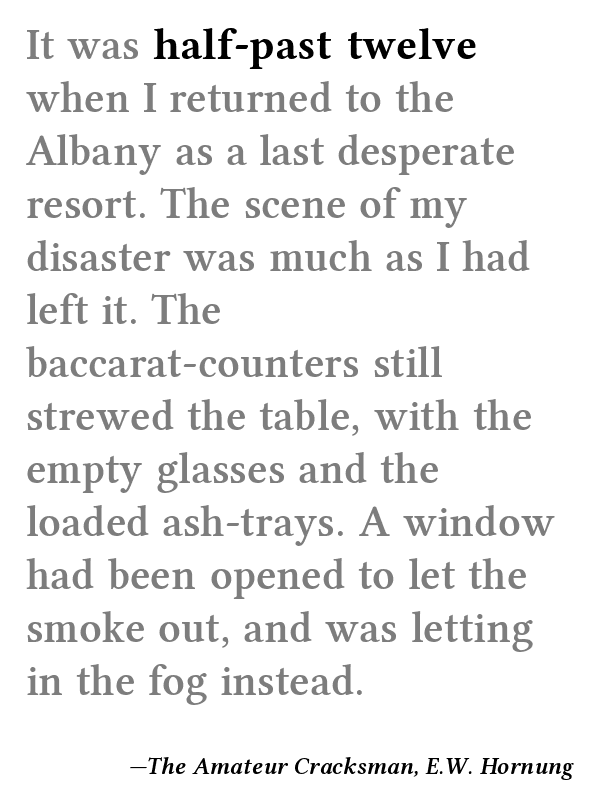 It was half-past twelve
when I returned to the
Albany as a last desperate
resort. The scene of my
disaster was much as I had
left it. The
baccarat-counters still
strewed the table, with the
empty glasses and the
loaded ash-trays. A window
had been opened to let the
smoke out, and was letting
in the fog instead.
—The Amateur Cracksman, E.W. Hornung